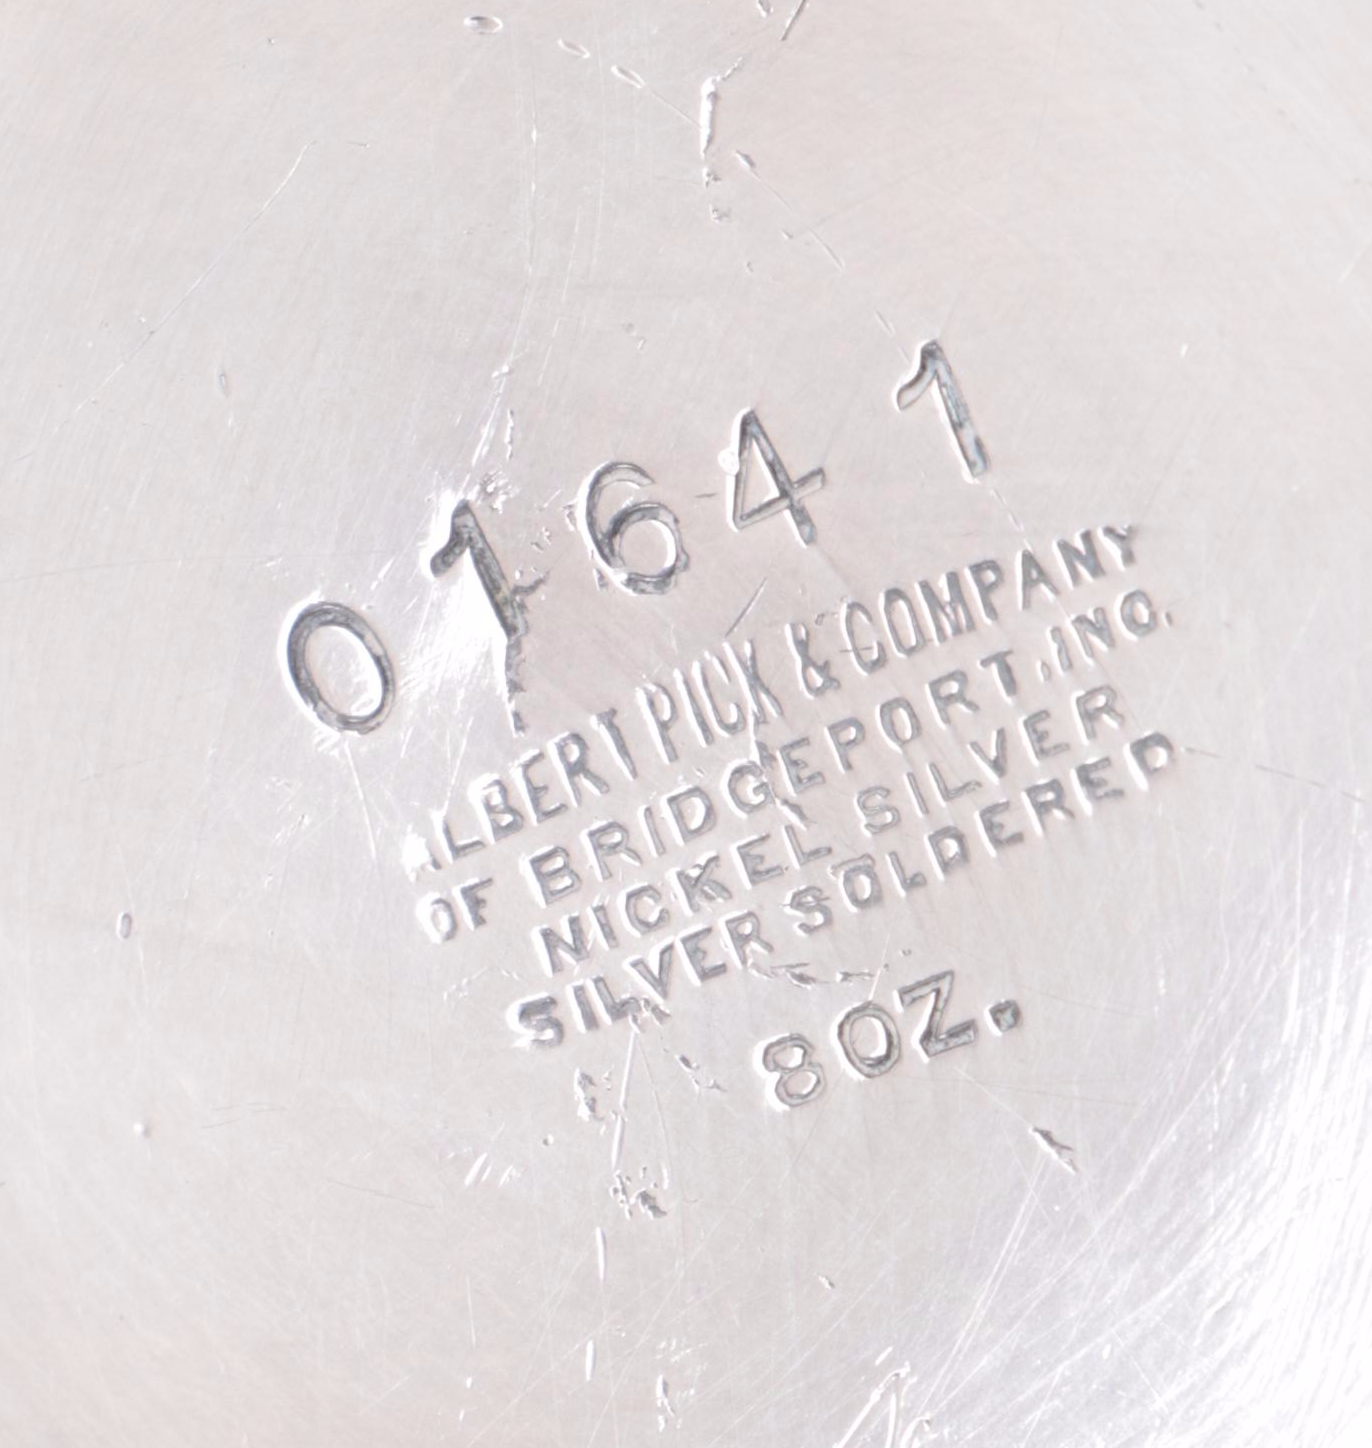 01641
ALBERT PICK & COMPANY
OF BRIDGEPORT, INC.
NICKEL SILVER
SILVER SOLDERED
8OZ.